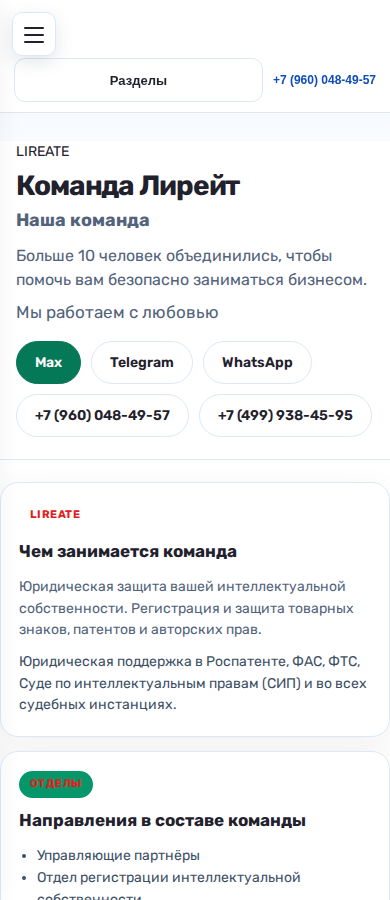 Разделы
+7 (960) 048-49-57
LIREATE
Команда Лирейт
Наша команда
Больше 10 человек объединились, чтобы
помочь вам безопасно заниматься бизнесом.
Мы работаем с любовью
Max
Telegram
WhatsApp
+7 (960) 048-49-57
+7 (499) 938-45-95
LIREATE
Чем занимается команда
Юридическая защита вашей интеллектуальной
собственности. Регистрация и защита товарных
знаков, патентов и авторских прав.
Юридическая поддержка в Роспатенте, ФАС, ФТС,
Суде по интеллектуальным правам (СИП) и во всех
судебных инстанциях.
ОТДЕЛЫ
Направления в составе команды
• Управляющие партнёры
• Отдел регистрации интеллектуальной
собственности